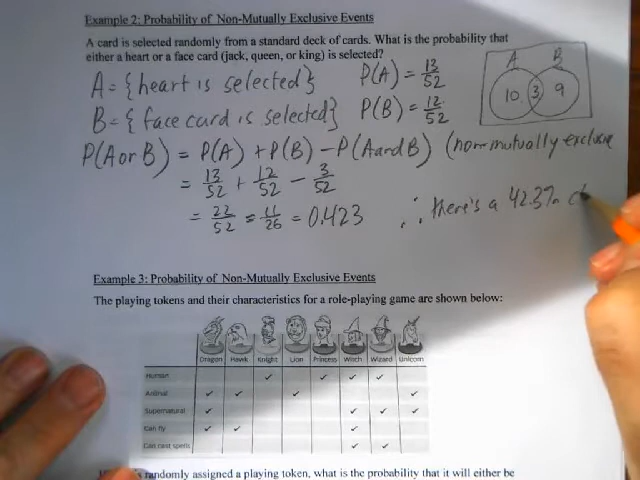 Example 2: Probability of Non-Mutually Exclusive Events
A card is selected randomly from a standard deck of cards. What is the probability that
either a heart or a face card (jack, queen, or king) is selected?
A = {heart is selected} P(A) = 13/52
B = {face card is selected} P(B) = 12/52
A B
10 3 9
P(A or B) = P(A) + P(B) - P(A and B) (non-mutually exclusive
= 13/52 + 12/52 - 3/52
= 22/52 = 11/26 = 0.423 ∴ there's a 42.3%
Example 3: Probability of Non-Mutually Exclusive Events
The playing tokens and their characteristics for a role-playing game are shown below:
Dragon Hawk Knight Lion Princess Witch Wizard Unicorn
Human ✓ ✓ ✓ ✓
Animal ✓ ✓ ✓ ✓
Supernatural ✓ ✓ ✓ ✓
Can fly ✓ ✓ ✓
Can cast spells ✓ ✓
randomly assigned a playing token, what is the probability that it will either be